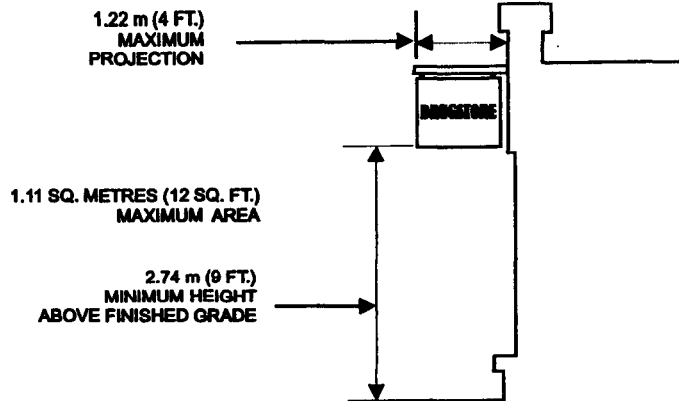 1.22 m (4 FT.)
MAXIMUM
PROJECTION
DRUGSTORE
1.11 SQ. METRES (12 SQ. FT.)
MAXIMUM AREA
2.74 m (9 FT.)
MINIMUM HEIGHT
ABOVE FINISHED GRADE